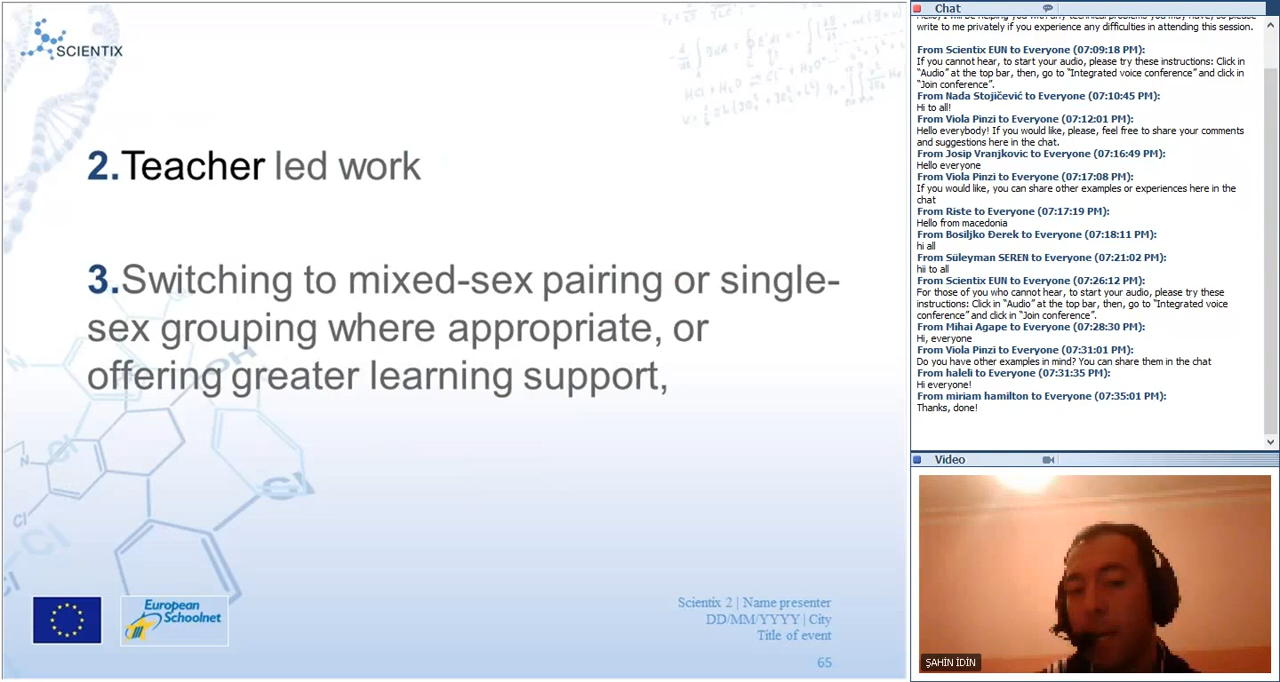 SCIENTIX
2.Teacher led work
3.Switching to mixed-sex pairing or single-
sex grouping where appropriate, or
offering greater learning support,
European
Schoolnet
Scientix 2 | Name presenter
DD/MM/YYYY | City
Title of event
65
Chat
write to me privately if you experience any difficulties in attending this session.
From Scientix EUN to Everyone (07:09:18 PM):
If you cannot hear, to start your audio, please try these instructions: Click in
"Audio" at the top bar, then, go to "Integrated voice conference" and click in
"Join conference".
From Nada Stojičević to Everyone (07:10:45 PM):
Hi to all!
From Viola Pinzi to Everyone (07:12:01 PM):
Hello everybody! If you would like, please, feel free to share your comments
and suggestions here in the chat.
From Josip Vranjkovic to Everyone (07:16:49 PM):
Hello everyone
From Viola Pinzi to Everyone (07:17:08 PM):
If you would like, you can share other examples or experiences here in the
chat
From Riste to Everyone (07:17:19 PM):
Hello from macedonia
From Bosiljko Đerek to Everyone (07:18:11 PM):
hi all
From Süleyman SEREN to Everyone (07:21:02 PM):
hii to all
From Scientix EUN to Everyone (07:26:12 PM):
For those of you who cannot hear, to start your audio, please try these
instructions: Click in "Audio" at the top bar, then, go to "Integrated voice
conference" and click in "Join conference".
From Mihai Agape to Everyone (07:28:30 PM):
Hi, everyone
From Viola Pinzi to Everyone (07:31:01 PM):
Do you have other examples in mind? You can share them in the chat
From haleli to Everyone (07:31:35 PM):
Hi everyone!
From miriam hamilton to Everyone (07:35:01 PM):
Thanks, done!
Video
ŞAHİN İDİN